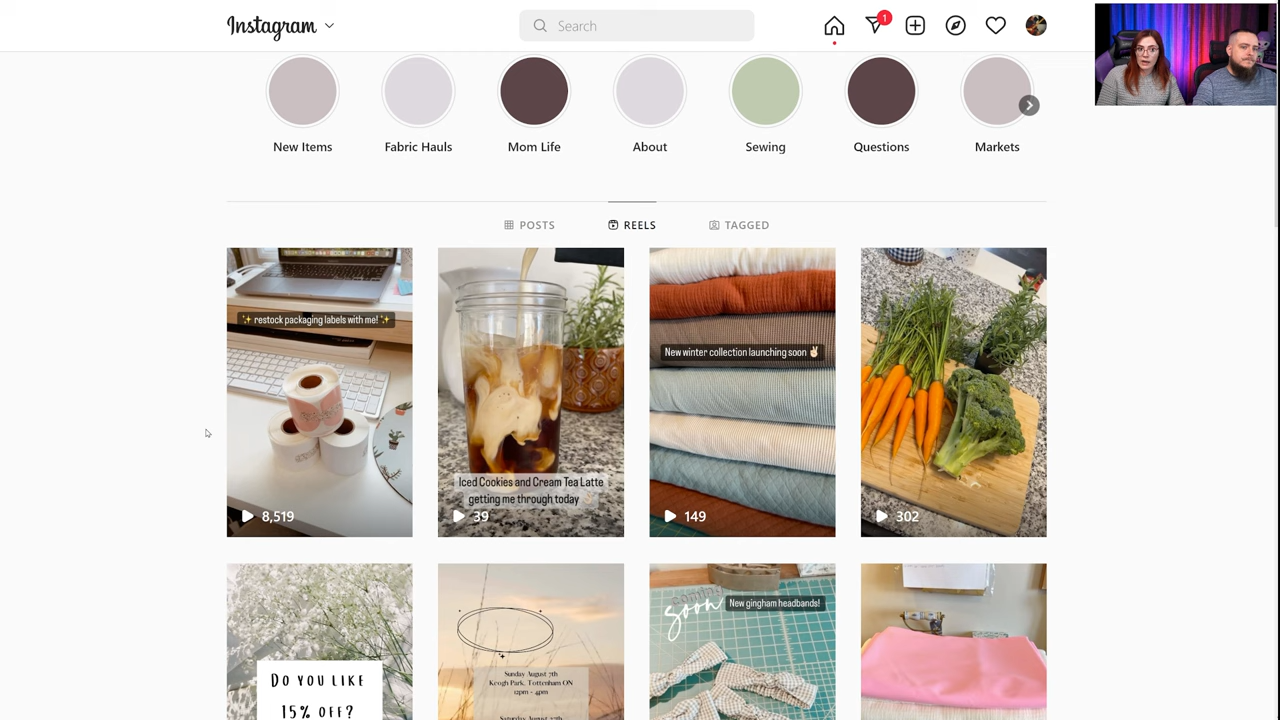 Instagram
Search
1
New Items
Fabric Hauls
Mom Life
About
Sewing
Questions
Markets
POSTS
REELS
TAGGED
✨ restock packaging labels with me! ✨
8,519
Iced Cookies and Cream Tea Latte
getting me through today
39
New winter collection launching soon ✌🏻
149
302
DO YOU LIKE
15% OFF?
Sunday August 7th
Keogh Park, Tottenham ON
12pm - 4pm
soon
New gingham headbands!